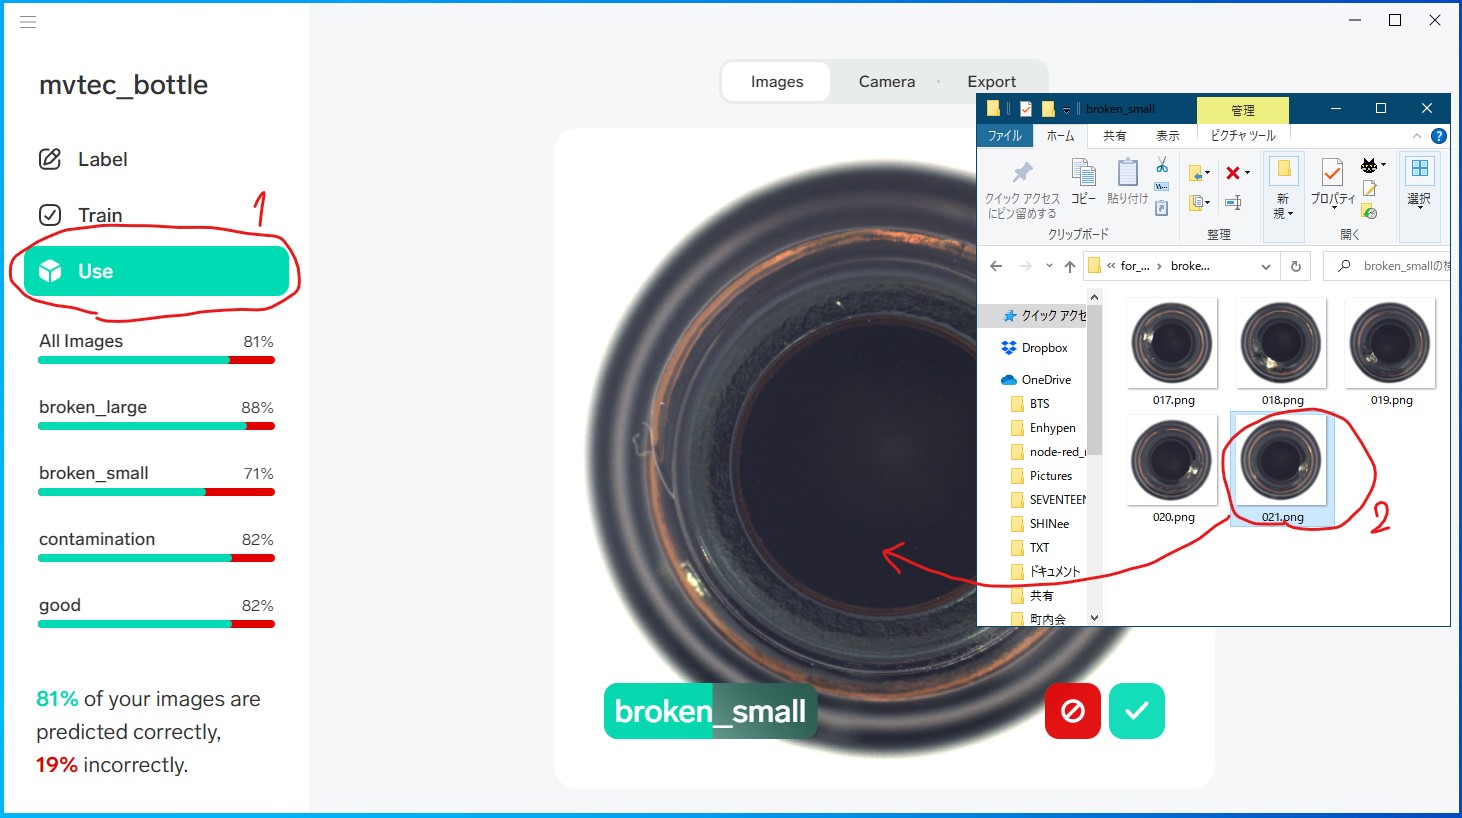 mvtec_bottle
Label
Train
1
Use
All Images 81%
broken_large 88%
broken_small 71%
contamination 82%
good 82%
81% of your images are
predicted correctly,
19% incorrectly.
Images Camera Export
broken_small
broken_small 管理
ファイル ホーム 共有 表示 ピクチャ ツール
クイック アクセス
にピン留めする
コピー
貼り付け
新
規
プロパティ
選択
クリップボード 整理 開く
for_... broke...
broken_smallの
クイック アクセ
Dropbox
OneDrive
BTS
Enhypen
node-red_
Pictures
SEVENTEEN
SHINee
TXT
ドキュメント
共有
町内会
017.png 018.png 019.png
020.png 021.png
2